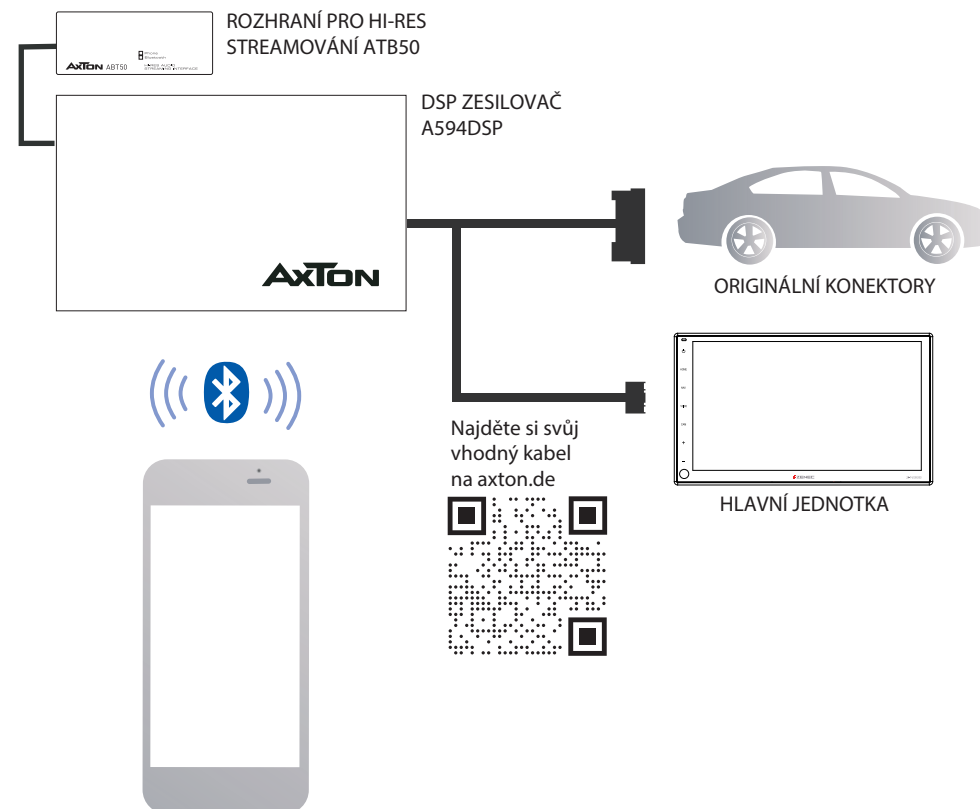 ROZHRANÍ PRO HI-RES
STREAMOVÁNÍ ATB50
AXTON ABT50
DSP ZESILOVAČ
A594DSP
AXTON
ORIGINÁLNÍ KONEKTORY
Najděte si svůj
vhodný kabel
na axton.de
HLAVNÍ JEDNOTKA